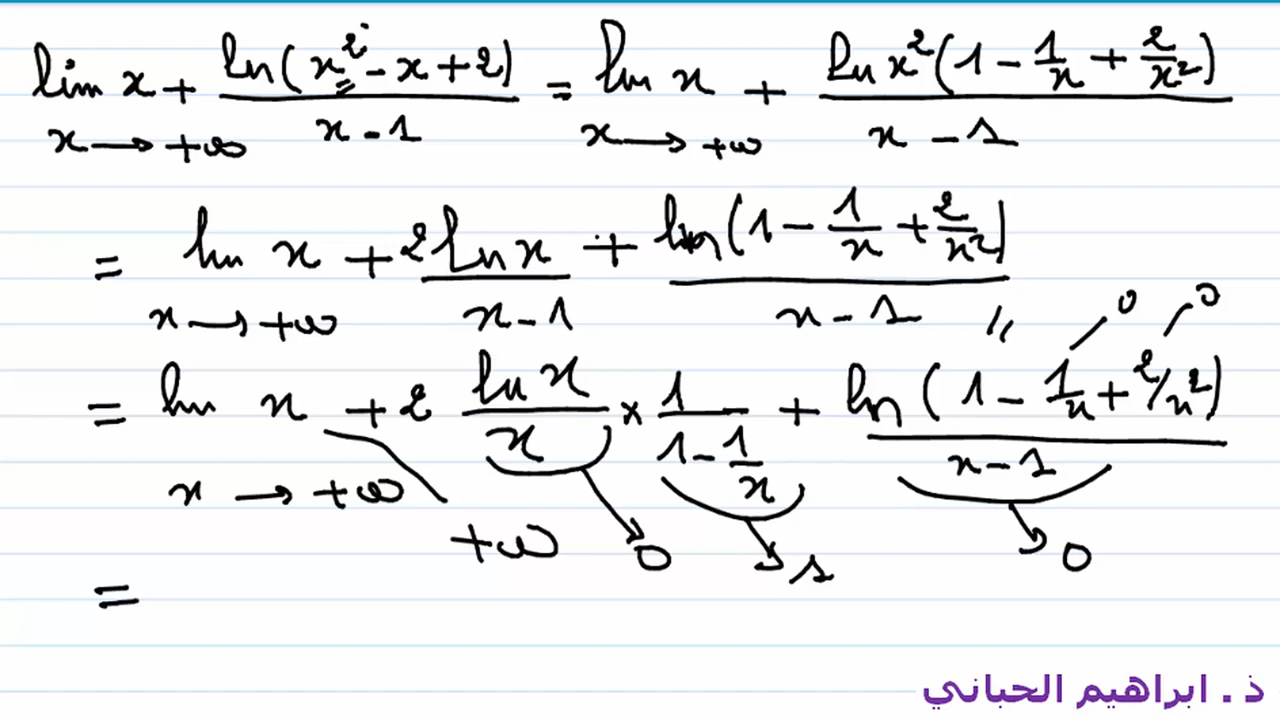 lim x + ln(x² - x + 2) / (x - 1) = lim x + ln x² (1 - 1/x + 2/x²) / (x - 1)
x → +∞ x → +∞
= lim x + 2 ln x / (x - 1) + ln(1 - 1/x + 2/x²) / (x - 1)
x → +∞ 0 0
= lim x + 2 ln x / x × 1 / (1 - 1/x) + ln(1 - 1/x + 2/x²) / (x - 1)
x → +∞
+∞ 0 1 0
=
ذ . ابراهيم الحباني